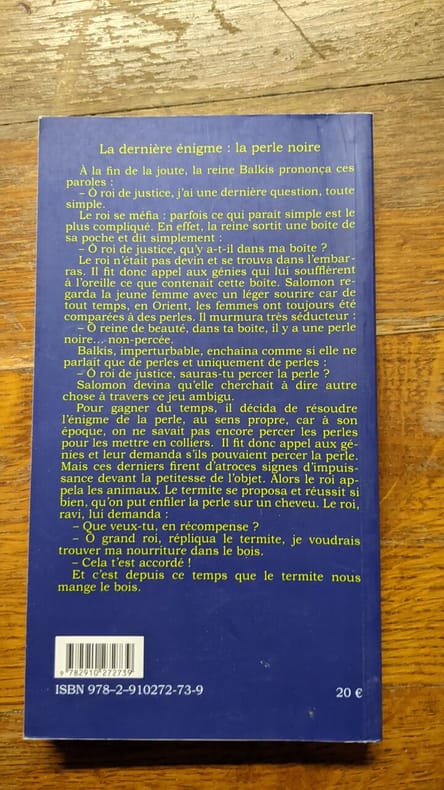 La dernière énigme : la perle noire
À la fin de la joute, la reine Balkis prononça ces
paroles :
– Ô roi de justice, j'ai une dernière question, toute
simple.
Le roi se méfia : parfois ce qui parait simple est le
plus compliqué. En effet, la reine sortit une boite de
sa poche et dit simplement :
– Ô roi de justice, qu'y a-t-il dans ma boite ?
Le roi n'était pas devin et se trouva dans l'embar-
ras. Il fit donc appel aux génies qui lui soufflèrent
à l'oreille ce que contenait cette boite. Salomon re-
garda la jeune femme avec un léger sourire car de
tout temps, en Orient, les femmes ont toujours été
comparées à des perles. Il murmura très séducteur :
– Ô reine de beauté, dans ta boite, il y a une perle
noire... non-percée.
Balkis, imperturbable, enchaina comme si elle ne
parlait que de perles et uniquement de perles :
– Ô roi de justice, sauras-tu percer la perle ?
Salomon devina qu'elle cherchait à dire autre
chose à travers ce jeu ambigu.
Pour gagner du temps, il décida de résoudre
l'énigme de la perle, au sens propre, car à son
époque, on ne savait pas encore percer les perles
pour les mettre en colliers. Il fit donc appel aux gé-
nies et leur demanda s'ils pouvaient percer la perle.
Mais ces derniers firent d'atroces signes d'impuis-
sance devant la petitesse de l'objet. Alors le roi ap-
pela les animaux. Le termite se proposa et réussit si
bien, qu'on put enfiler la perle sur un cheveu. Le roi,
ravi, lui demanda :
– Que veux-tu, en récompense ?
– Ô grand roi, répliqua le termite, je voudrais
trouver ma nourriture dans le bois.
– Cela t'est accordé !
Et c'est depuis ce temps que le termite nous
mange le bois.
9 782910 272739
ISBN 978-2-910272-73-9
20 €